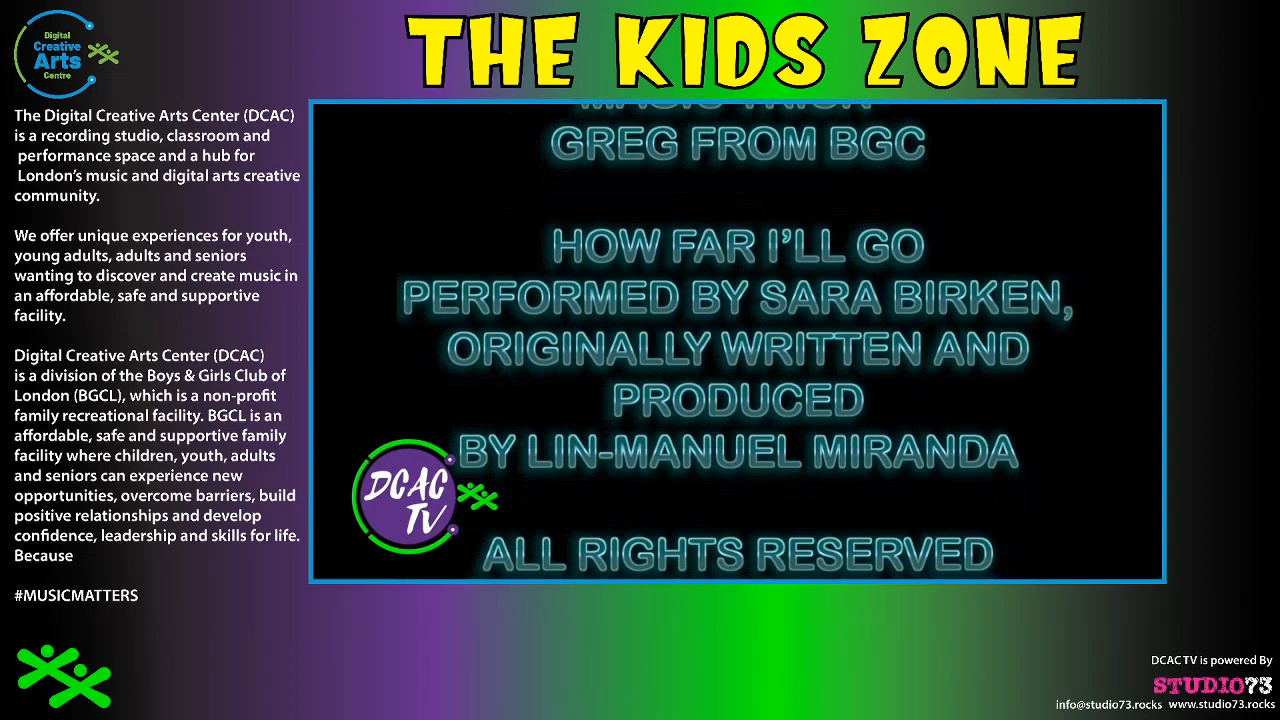 Digital
Creative
Arts
Centre
THE KIDS ZONE
The Digital Creative Arts Center (DCAC)
is a recording studio, classroom and
performance space and a hub for
London's music and digital arts creative
community.
We offer unique experiences for youth,
young adults, adults and seniors
wanting to discover and create music in
an affordable, safe and supportive
facility.
Digital Creative Arts Center (DCAC)
is a division of the Boys & Girls Club of
London (BGCL), which is a non-profit
family recreational facility. BGCL is an
affordable, safe and supportive family
facility where children, youth, adults
and seniors can experience new
opportunities, overcome barriers, build
positive relationships and develop
confidence, leadership and skills for life.
Because
#MUSICMATTERS
MAGIC TRICK
GREG FROM BGC
HOW FAR I'LL GO
PERFORMED BY SARA BIRKEN,
ORIGINALLY WRITTEN AND
PRODUCED
BY LIN-MANUEL MIRANDA
ALL RIGHTS RESERVED
DCAC
TV
DCAC TV is powered By
STUDIO73
info@studio73.rocks www.studio73.rocks